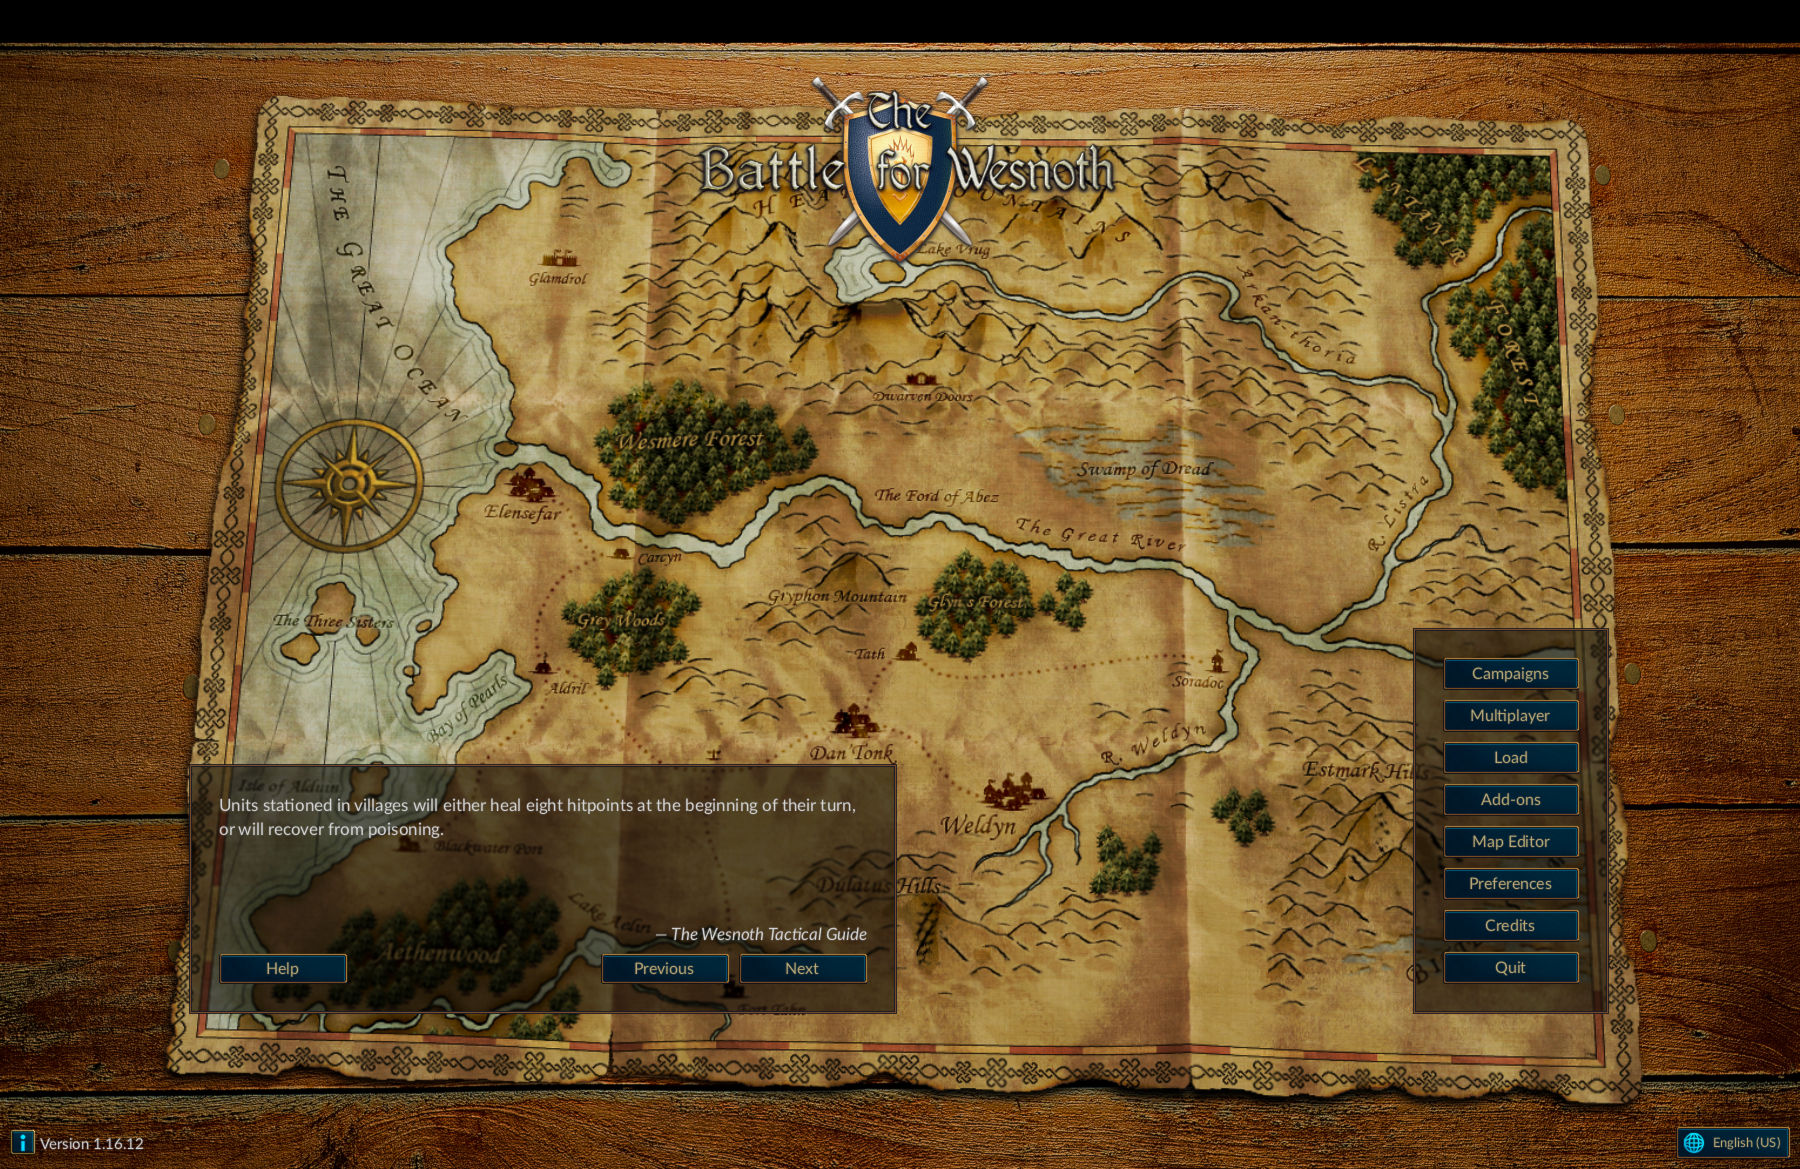 The
Battle for Wesnoth
THE GREAT OCEAN
LINTANIR
FOREST
Lake Vrug
Glamdrol
Arkan-thoria
Dwarven Doors
Wesmere Forest
Swamp of Dread
The Ford of Abez
Elensefar
The Great River
R. Listra
Carcyn
Gryphon Mountain
Glyn's Forest
Grey Woods
The Three Sisters
Tath
Soradoc
Aldril
Bay of Pearls
Dan'Tonk
R. Weldyn
Estmark Hills
Isle of Alduin
Weldyn
Blackwater Port
Dulatus Hills
Lake Aelin
Aethenwood
Fort Tahn
Units stationed in villages will either heal eight hitpoints at the beginning of their turn,
or will recover from poisoning.
— The Wesnoth Tactical Guide
Help
Previous
Next
Campaigns
Multiplayer
Load
Add-ons
Map Editor
Preferences
Credits
Quit
Version 1.16.12
English (US)